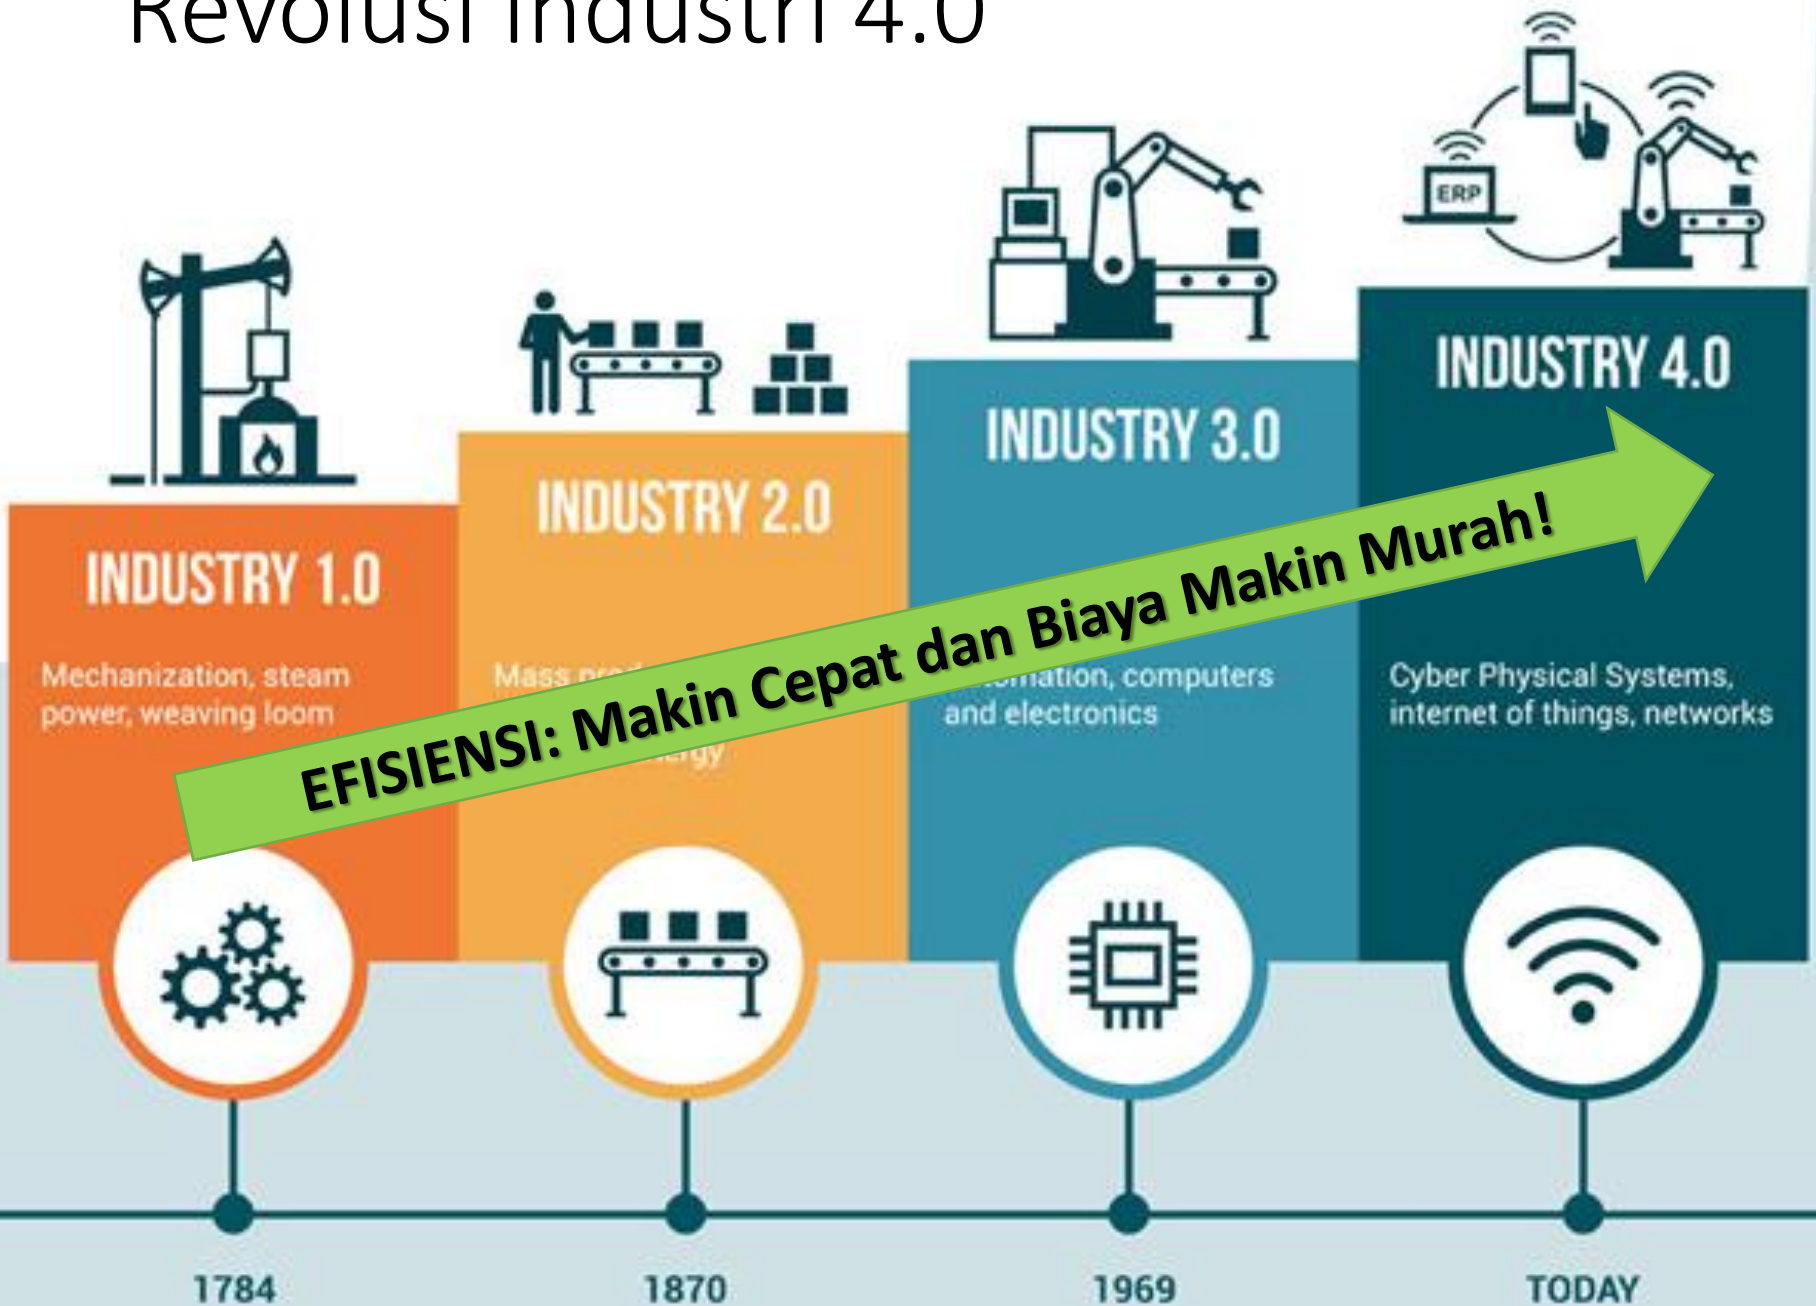 Revolusi Industri 4.0
ERP
INDUSTRY 1.0
Mechanization, steam
power, weaving loom
INDUSTRY 2.0
Mass
INDUSTRY 3.0
computers
and electronics
INDUSTRY 4.0
Cyber Physical Systems,
internet of things, networks
EFISIENSI: Makin Cepat dan Biaya Makin Murah!
1784
1870
1969
TODAY